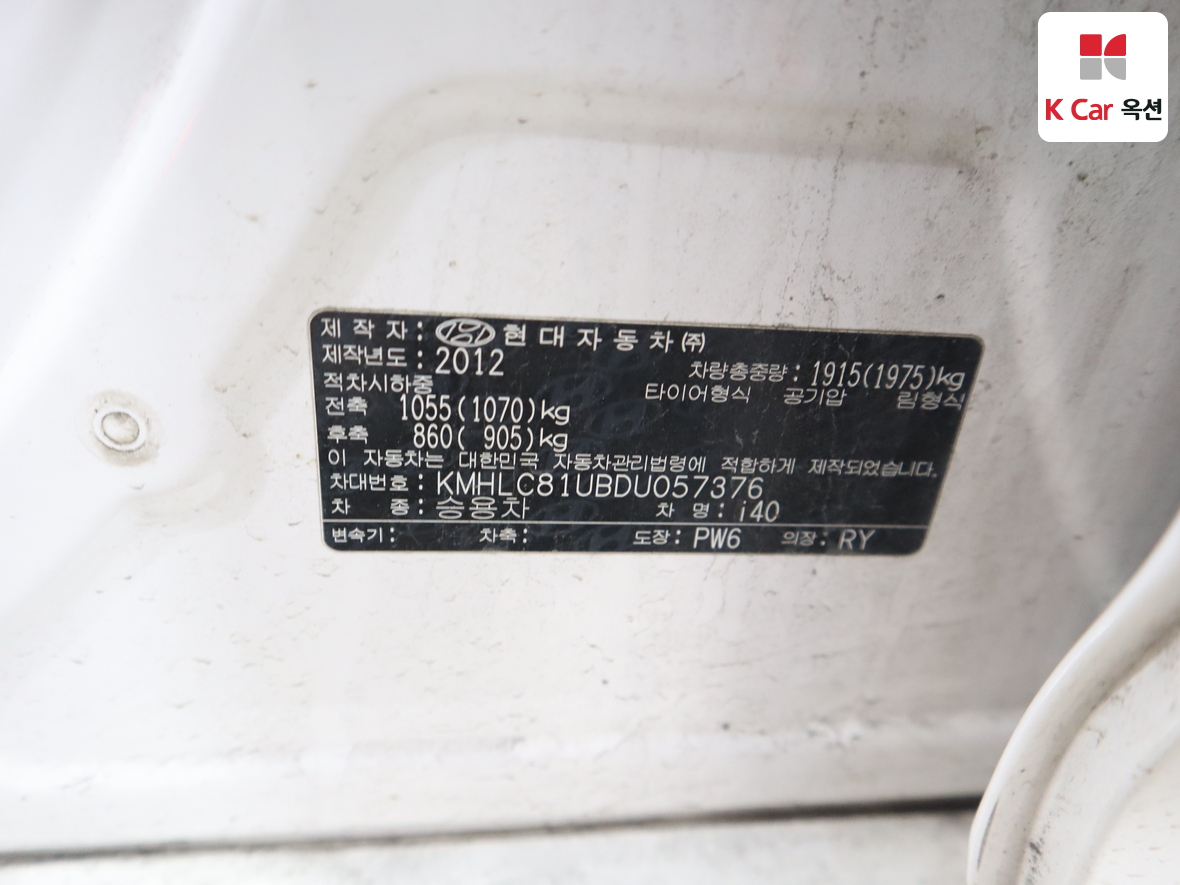 K Car 옥션
제 작 자 : 현대자동차(주)
제작년도 : 2012
차량총중량 : 1915(1975)kg
적차시하중
타이어형식 공기압 림형식
전축 1055(1070)kg
후축 860( 905)kg
이 자동차는 대한민국 자동차관리법령에 적합하게 제작되었습니다.
차대번호 : KMHLC81UBDU057376
차 종 : 승용차 차 명 : i40
변속기 : 차축 : 도장 : PW6 의장 : RY